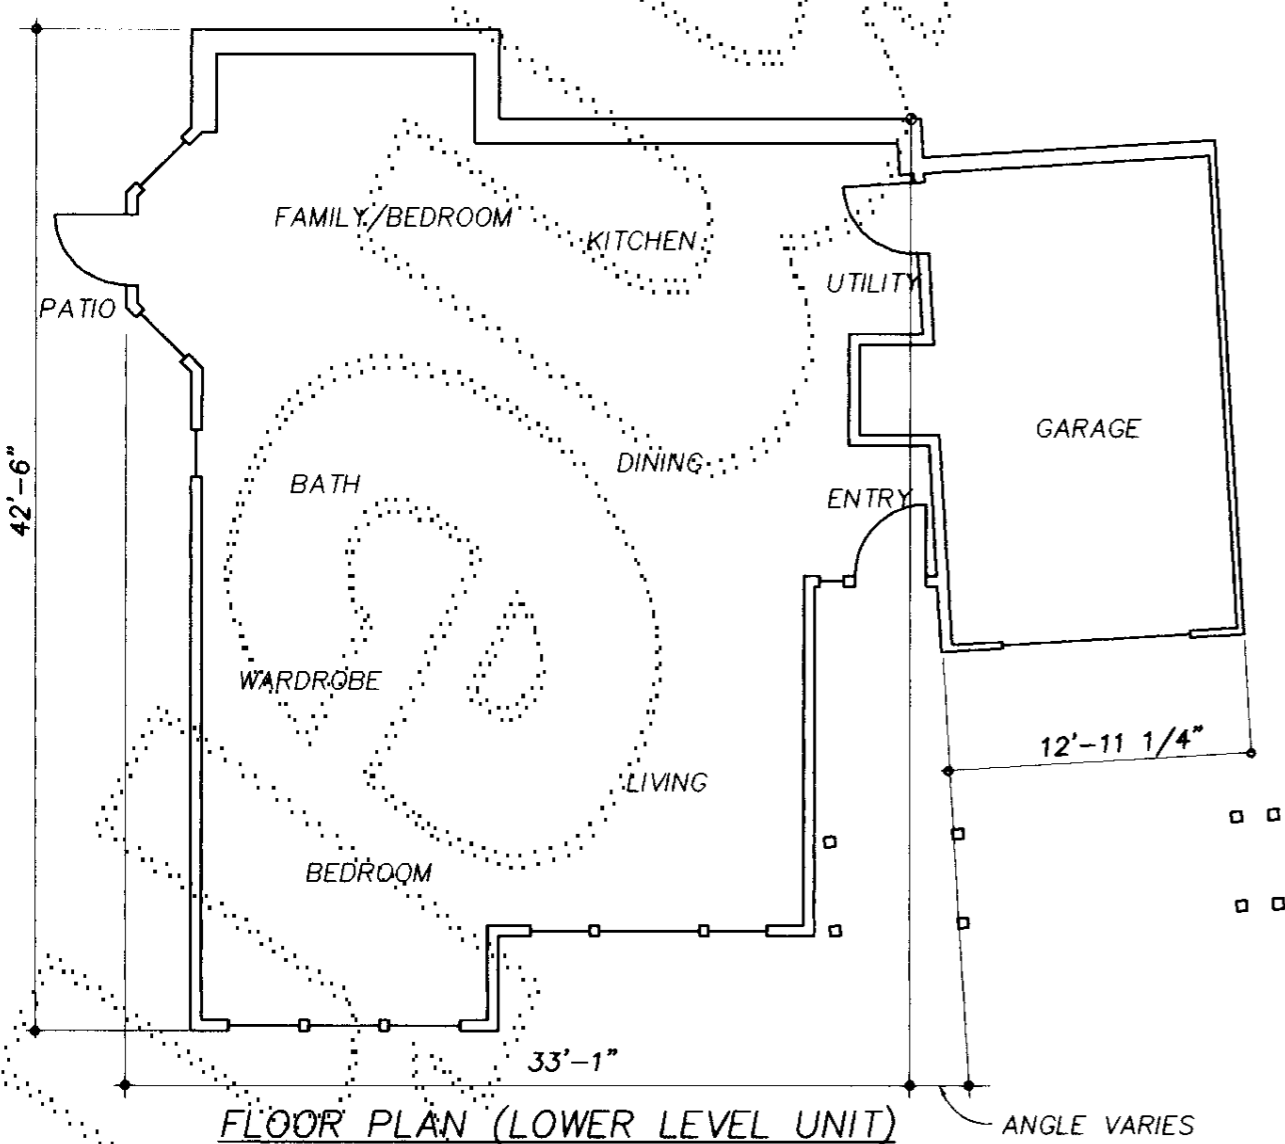 FAMILY/BEDROOM
KITCHEN
UTILITY
PATIO
GARAGE
42'-6"
DINING
BATH
ENTRY
WARDROBE
12'-11 1/4"
LIVING
BEDROOM
33'-1"
FLOOR PLAN (LOWER LEVEL UNIT)
ANGLE VARIES